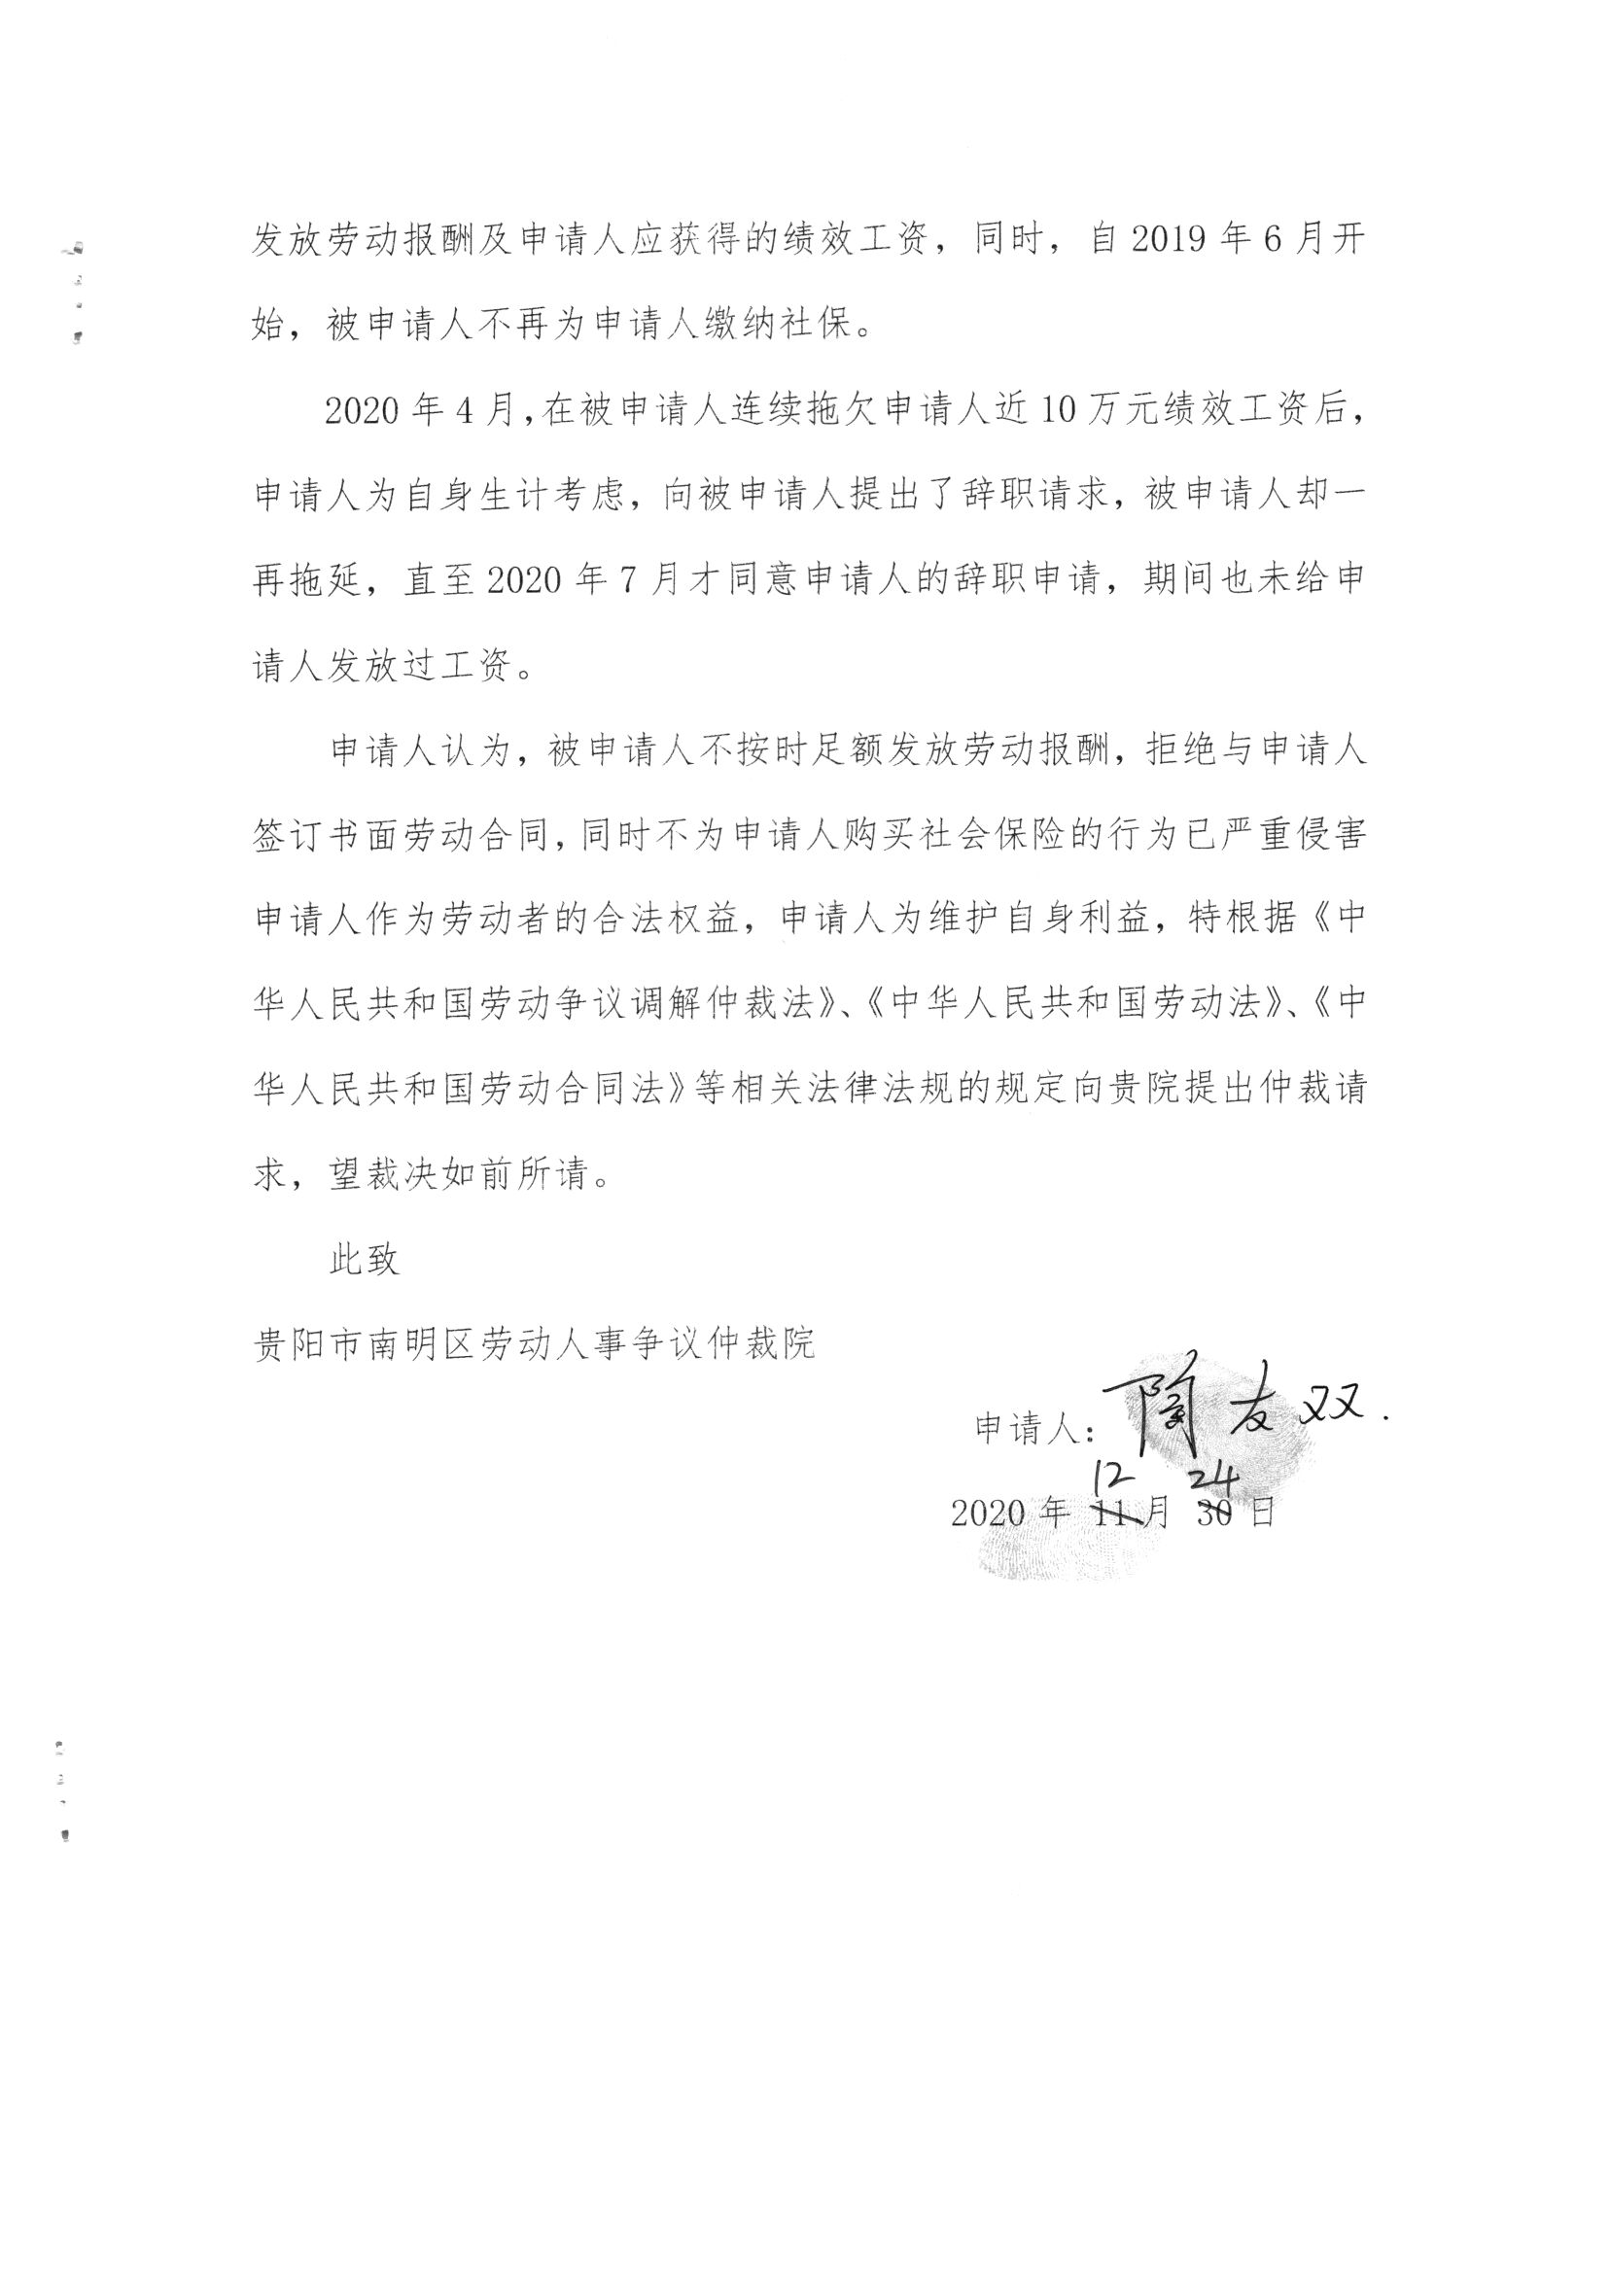 发放劳动报酬及申请人应获得的绩效工资，同时，自 2019 年 6 月开
始，被申请人不再为申请人缴纳社保。
2020 年 4 月，在被申请人连续拖欠申请人近 10 万元绩效工资后，
申请人为自身生计考虑，向被申请人提出了辞职请求，被申请人却一
再拖延，直至 2020 年 7 月才同意申请人的辞职申请，期间也未给申
请人发放过工资。
申请人认为，被申请人不按时足额发放劳动报酬，拒绝与申请人
签订书面劳动合同，同时不为申请人购买社会保险的行为已严重侵害
申请人作为劳动者的合法权益，申请人为维护自身利益，特根据《中
华人民共和国劳动争议调解仲裁法》、《中华人民共和国劳动法》、《中
华人民共和国劳动合同法》等相关法律法规的规定向贵院提出仲裁请
求，望裁决如前所请。
此致
贵阳市南明区劳动人事争议仲裁院
申请人：友双.
12 24
2020 年 11 月 30 日